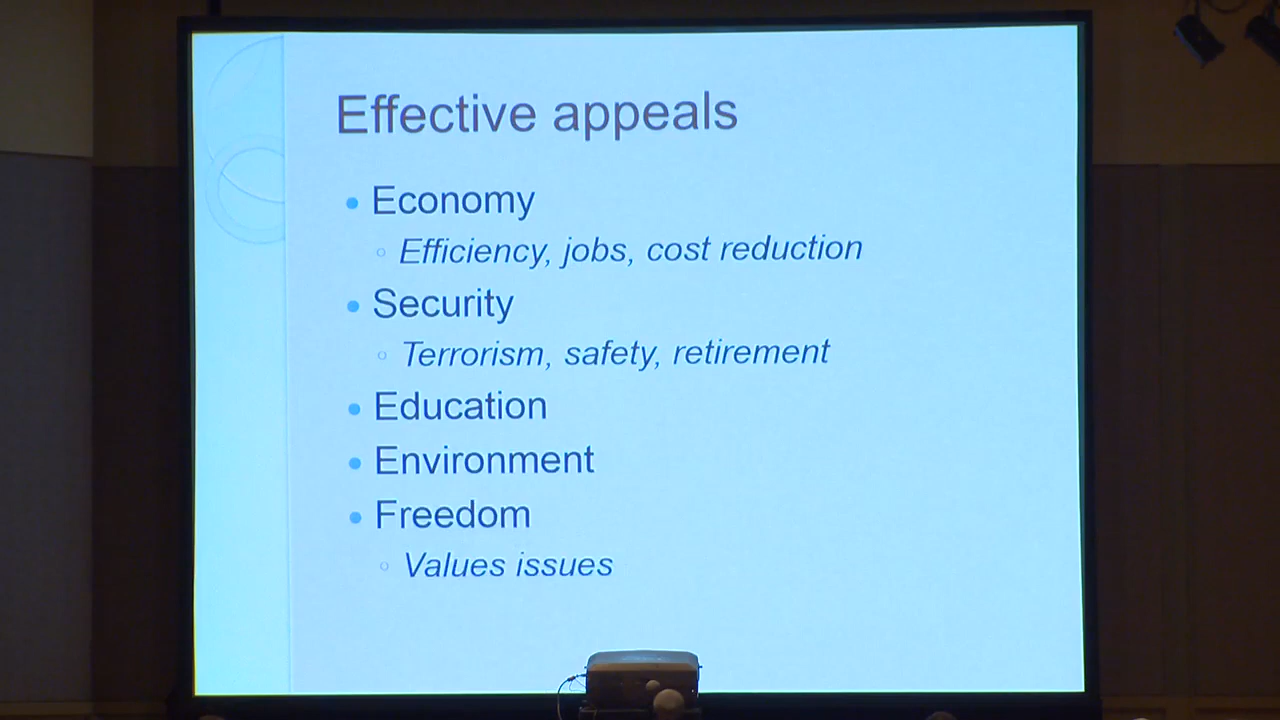 Effective appeals
• Economy
◦ Efficiency, jobs, cost reduction
• Security
◦ Terrorism, safety, retirement
• Education
• Environment
• Freedom
◦ Values issues